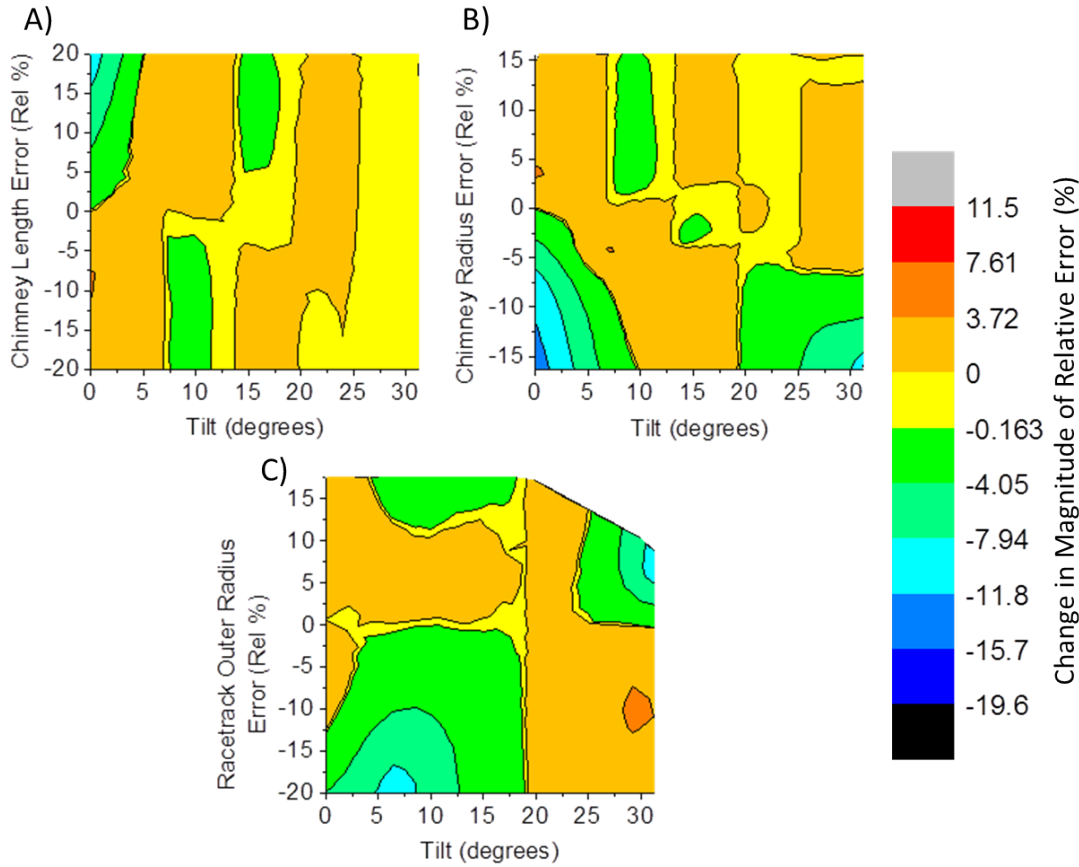 A)
Chimney Length Error (Rel %)
20
15
10
5
0
-5
-10
-15
-20
0 5 10 15 20 25 30
Tilt (degrees)
B)
Chimney Radius Error (Rel %)
15
10
5
0
-5
-10
-15
0 5 10 15 20 25 30
Tilt (degrees)
C)
Racetrack Outer Radius
Error (Rel %)
15
10
5
0
-5
-10
-15
-20
0 5 10 15 20 25 30
Tilt (degrees)
11.5
7.61
3.72
0
-0.163
-4.05
-7.94
-11.8
-15.7
-19.6
Change in Magnitude of Relative Error (%)